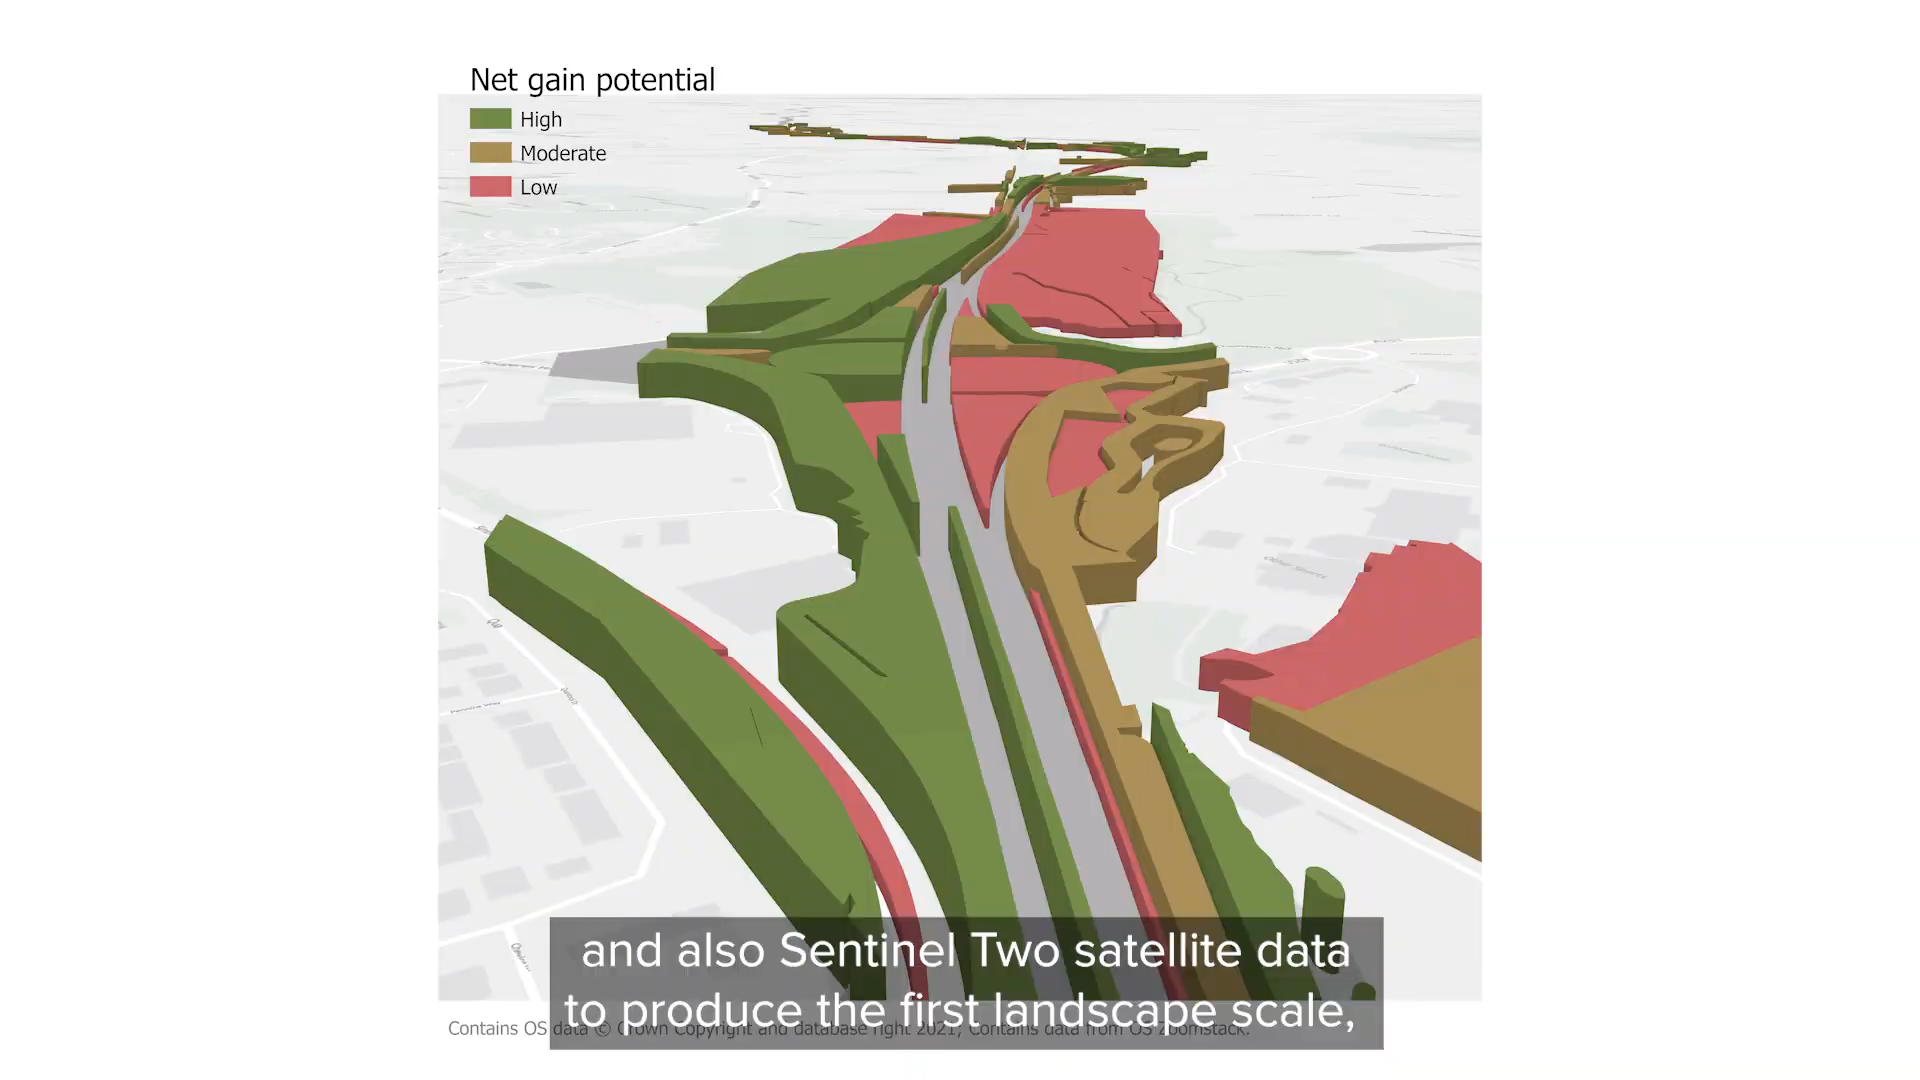 Net gain potential
High
Moderate
Low
and also Sentinel Two satellite data
to produce the first landscape scale,
Contains OS data © Crown Copyright and database right 2021; Contains data from OS Zoomstack.